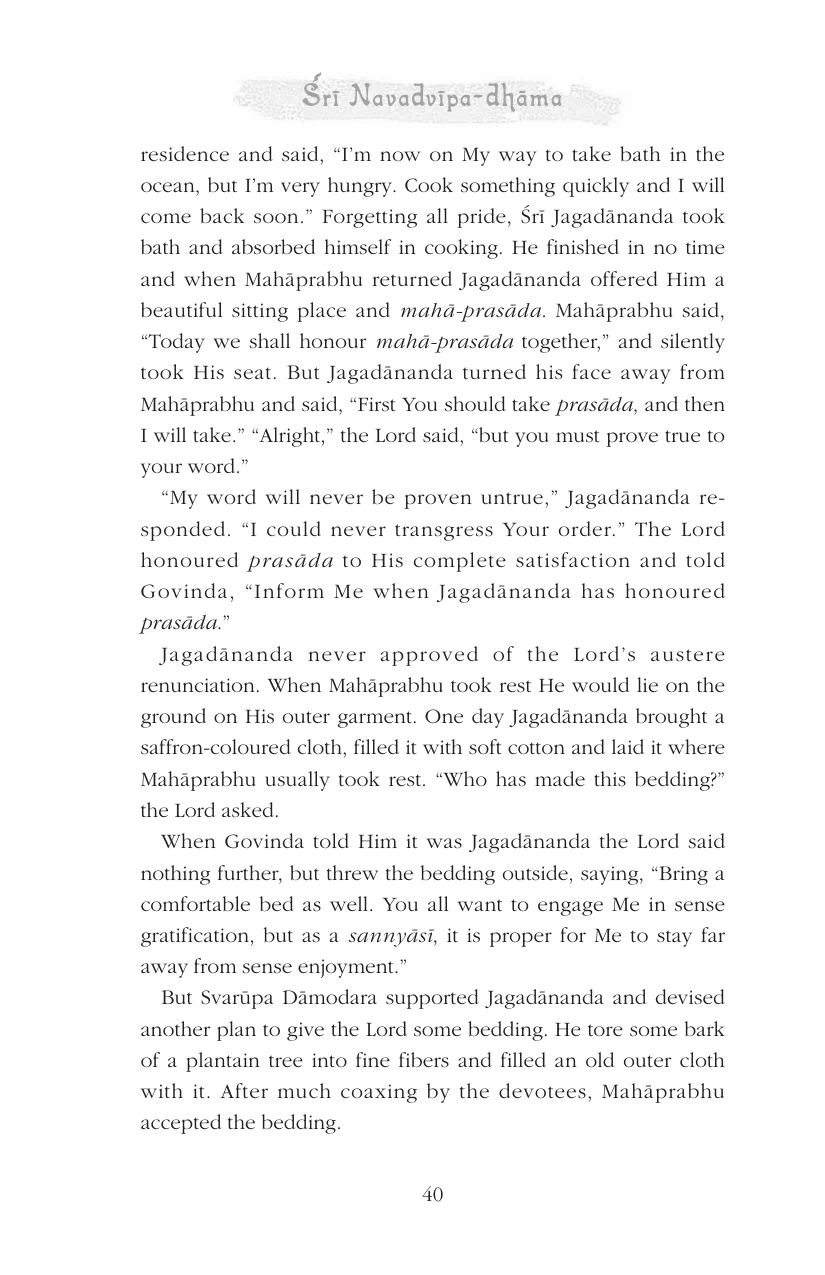 Śrī Navadvīpa-dhāma
residence and said, “I’m now on My way to take bath in the
ocean, but I’m very hungry. Cook something quickly and I will
come back soon.” Forgetting all pride, Śrī Jagadānanda took
bath and absorbed himself in cooking. He finished in no time
and when Mahāprabhu returned Jagadānanda offered Him a
beautiful sitting place and mahā-prasāda. Mahāprabhu said,
“Today we shall honour mahā-prasāda together,” and silently
took His seat. But Jagadānanda turned his face away from
Mahāprabhu and said, “First You should take prasāda, and then
I will take.” “Alright,” the Lord said, “but you must prove true to
your word.”
“My word will never be proven untrue,” Jagadānanda re-
sponded. “I could never transgress Your order.” The Lord
honoured prasāda to His complete satisfaction and told
Govinda, “Inform Me when Jagadānanda has honoured
prasāda.”
Jagadānanda never approved of the Lord’s austere
renunciation. When Mahāprabhu took rest He would lie on the
ground on His outer garment. One day Jagadānanda brought a
saffron-coloured cloth, filled it with soft cotton and laid it where
Mahāprabhu usually took rest. “Who has made this bedding?”
the Lord asked.
When Govinda told Him it was Jagadānanda the Lord said
nothing further, but threw the bedding outside, saying, “Bring a
comfortable bed as well. You all want to engage Me in sense
gratification, but as a sannyāsī, it is proper for Me to stay far
away from sense enjoyment.”
But Svarūpa Dāmodara supported Jagadānanda and devised
another plan to give the Lord some bedding. He tore some bark
of a plantain tree into fine fibers and filled an old outer cloth
with it. After much coaxing by the devotees, Mahāprabhu
accepted the bedding.
40